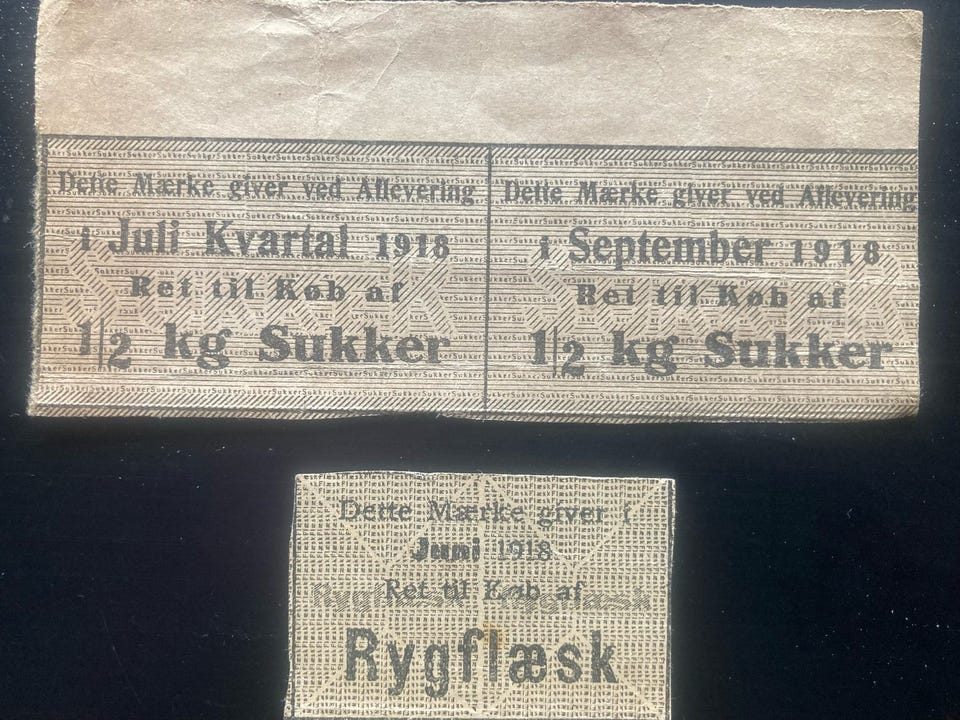 Dette Mærke giver ved Aflevering
i Juli Kvartal 1918
Ret til Køb af
1/2 kg Sukker
Dette Mærke giver ved Aflevering
i September 1918
Ret til Køb af
1/2 kg Sukker
Dette Mærke giver i
Juni 1918
Ret til Køb af
Rygflæsk Rygflæsk
Rygflæsk